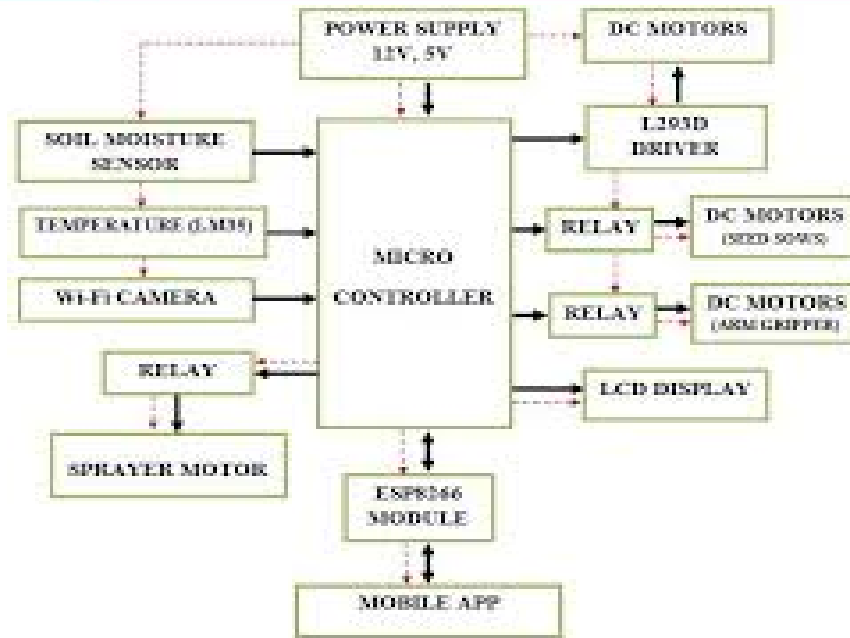 POWER SUPPLY
12V, 5V
DC MOTORS
SOIL MOISTURE
SENSOR
L293D
DRIVER
TEMPERATURE (LM35)
RELAY
DC MOTORS
(SEED SOWS)
MICRO
CONTROLLER
Wi-Fi CAMERA
RELAY
DC MOTORS
(ARM GRIPPER)
RELAY
LCD DISPLAY
SPRAYER MOTOR
ESP8266
MODULE
MOBILE APP